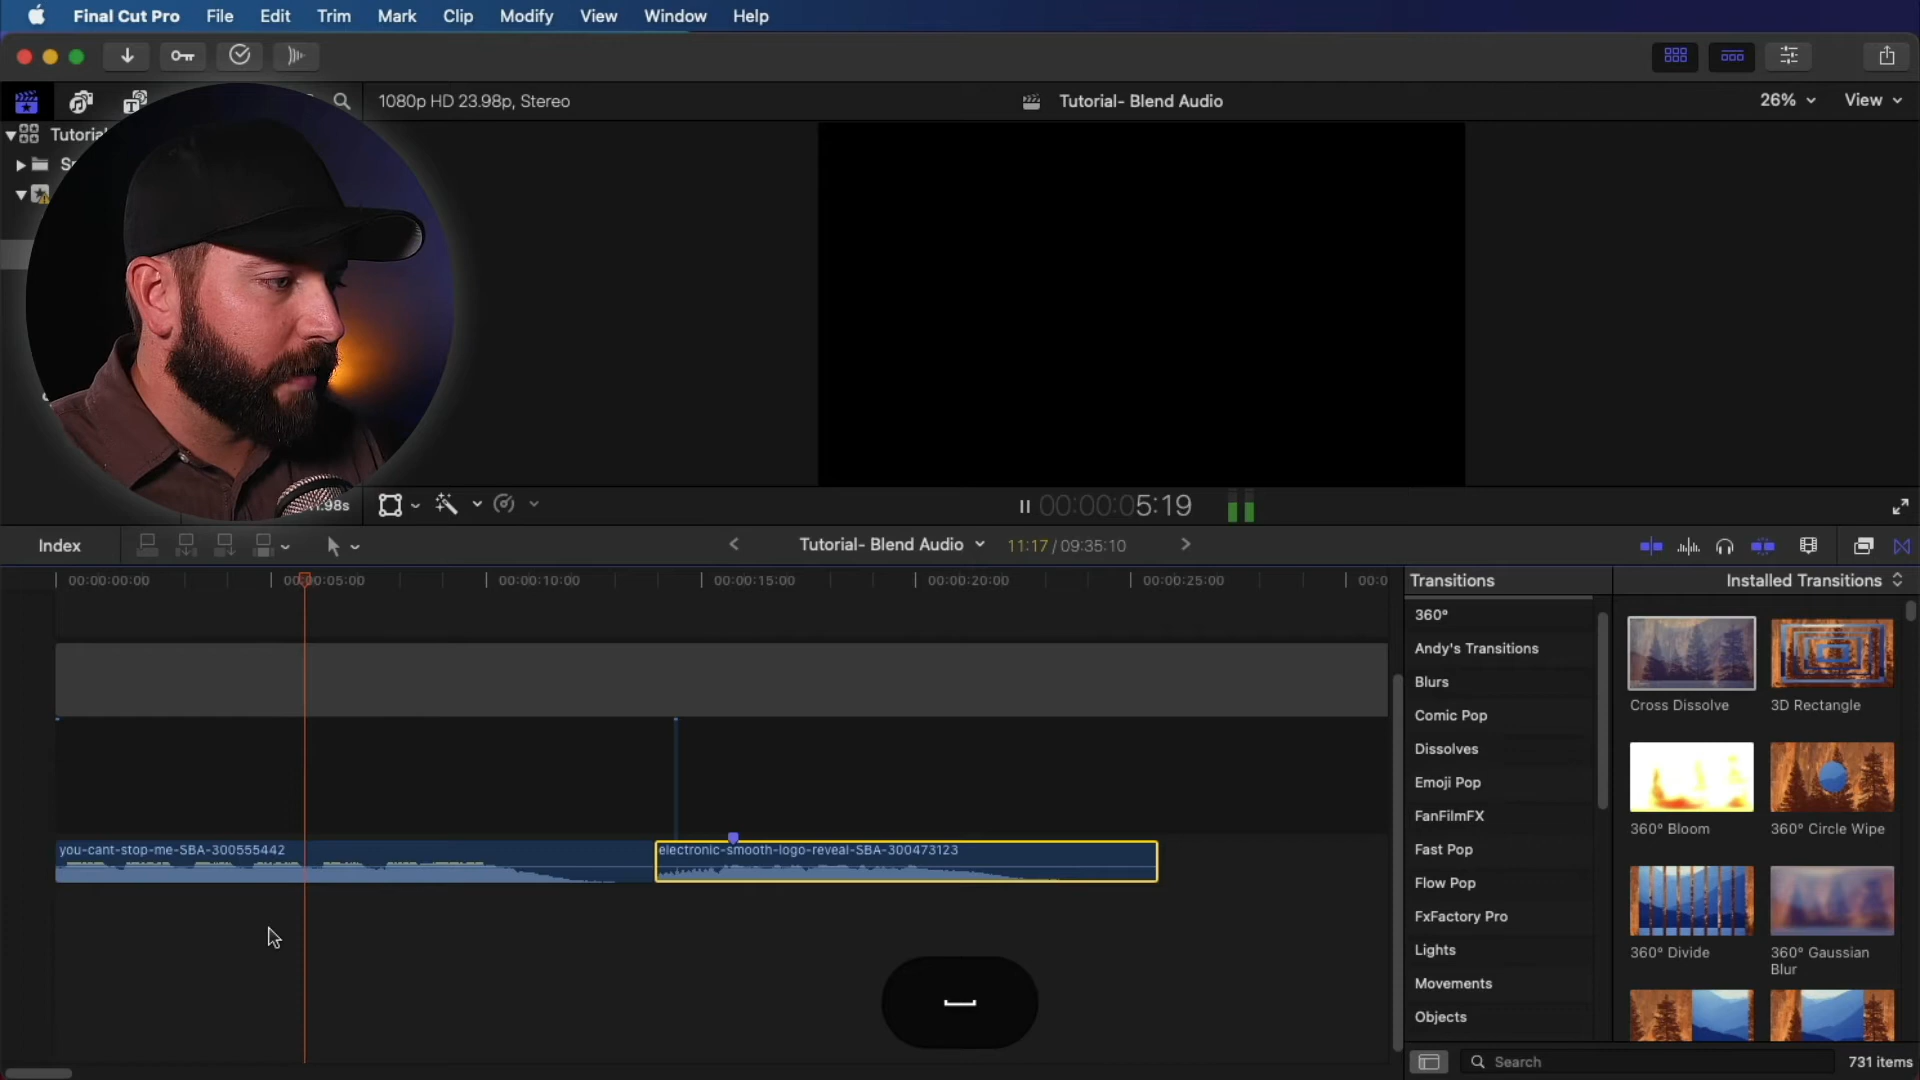 Final Cut Pro File Edit Trim Mark Clip Modify View Window Help
1080p HD 23.98p, Stereo
Tutorial- Blend Audio
26% View
00:00:05:19
Index
Tutorial- Blend Audio 11:17 / 09:35:10
00:00:00:00 00:00:05:00 00:00:10:00 00:00:15:00 00:00:20:00 00:00:25:00 00:0
you-cant-stop-me-SBA-300555442
electronic-smooth-logo-reveal-SBA-300473123
Transitions
Installed Transitions
360°
Andy's Transitions
Blurs
Comic Pop
Dissolves
Emoji Pop
FanFilmFX
Fast Pop
Flow Pop
FxFactory Pro
Lights
Movements
Objects
Cross Dissolve
3D Rectangle
360° Bloom
360° Circle Wipe
360° Divide
360° Gaussian
Blur
Search
731 items